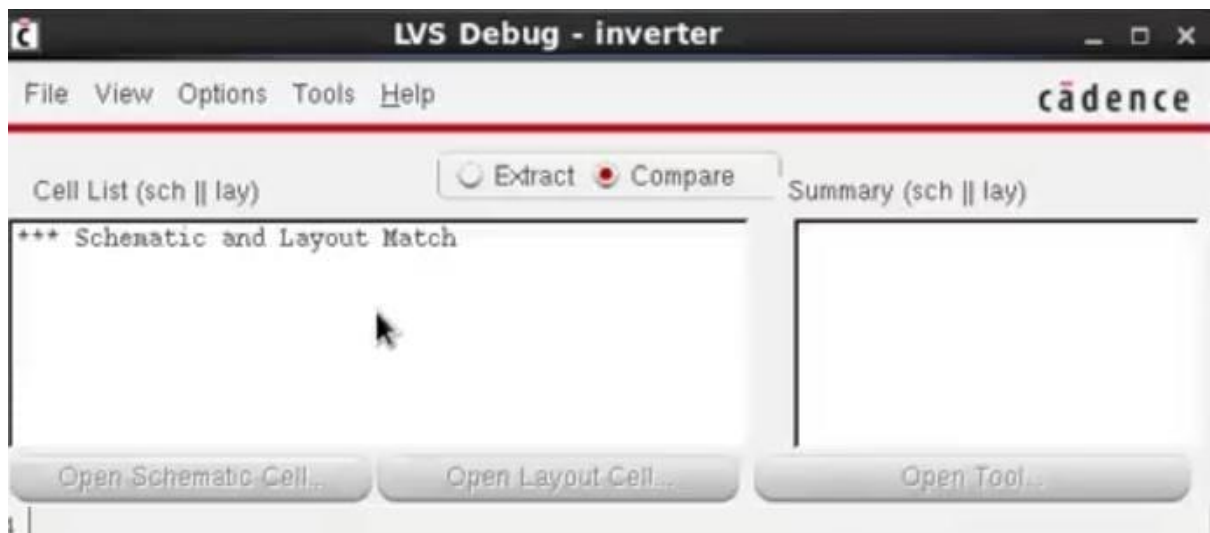 LVS Debug - inverter
File View Options Tools Help
cādence
Extract Compare
Cell List (sch || lay)
Summary (sch || lay)
*** Schematic and Layout Match
Open Schematic Cell... Open Layout Cell... Open Tool...